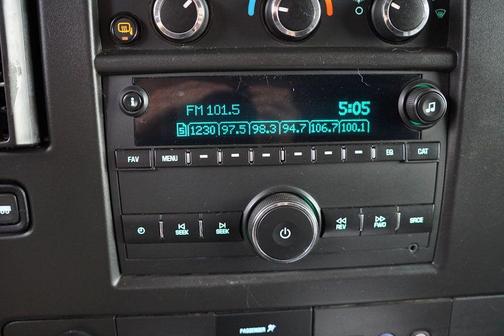 FM 101.5 5:05
1230 97.5 98.3 94.7 106.7 100.1
FAV MENU EQ CAT
SEEK SEEK REV FWD SRCE
PASSENGER